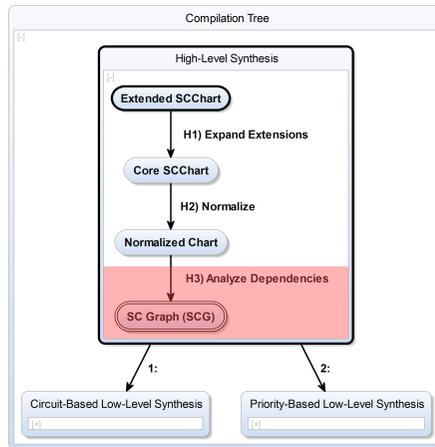 Compilation Tree
[-]
High-Level Synthesis
[-]
Extended SCChart
H1) Expand Extensions
Core SCChart
H2) Normalize
Normalized Chart
H3) Analyze Dependencies
SC Graph (SCG)
1:
2:
Circuit-Based Low-Level Synthesis
[+]
Priority-Based Low-Level Synthesis
[+]